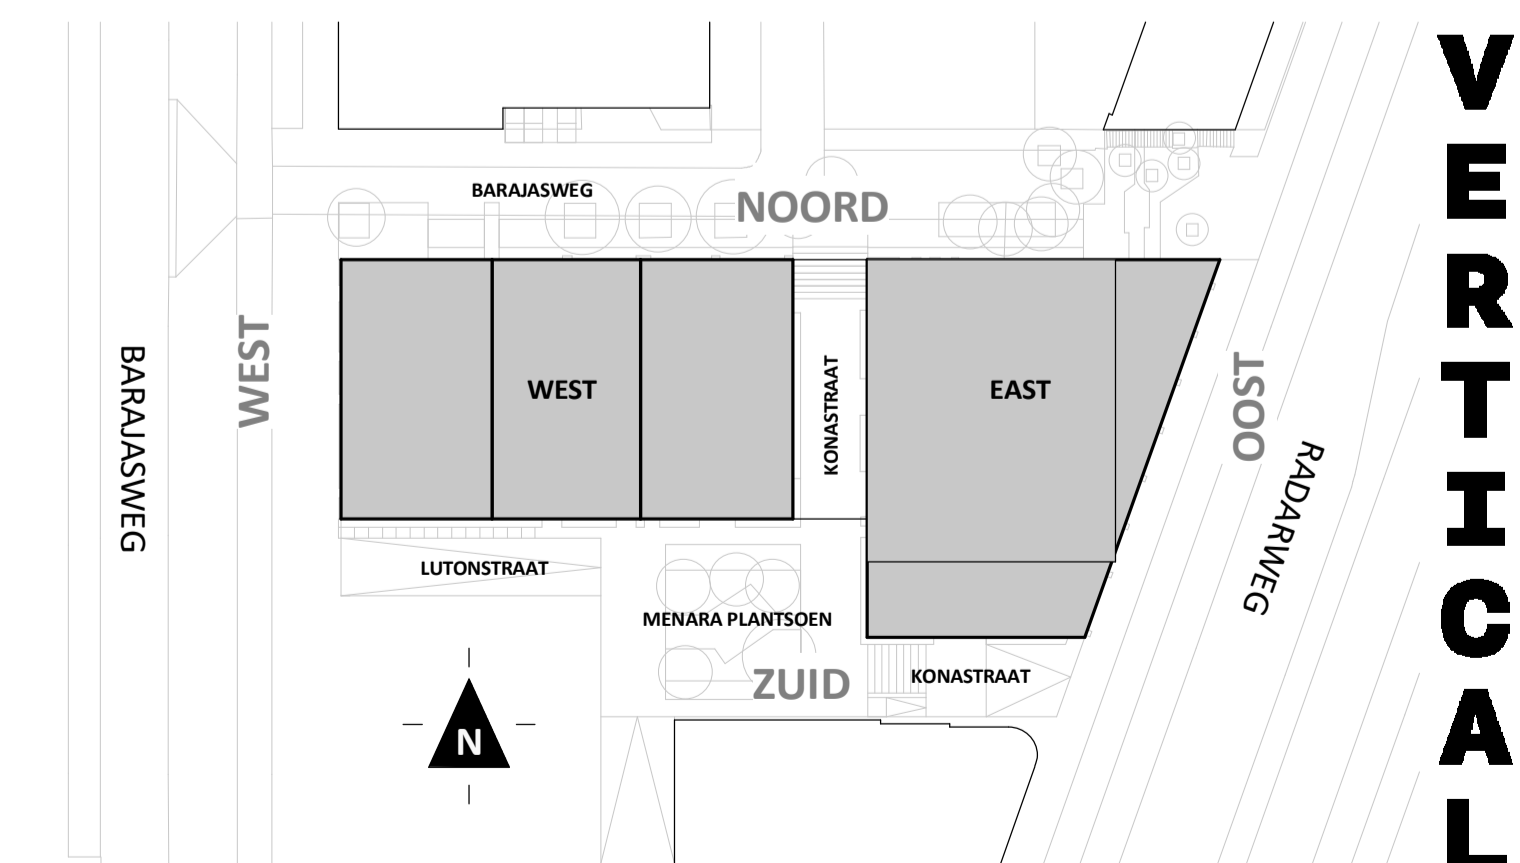 BARAJASWEG
NOORD
WEST
BARAJASWEG
WEST
KONASTRAAT
EAST
OOST
RADARWEG
LUTONSTRAAT
MENARA PLANTSOEN
ZUID
KONASTRAAT
N
VERTICAL